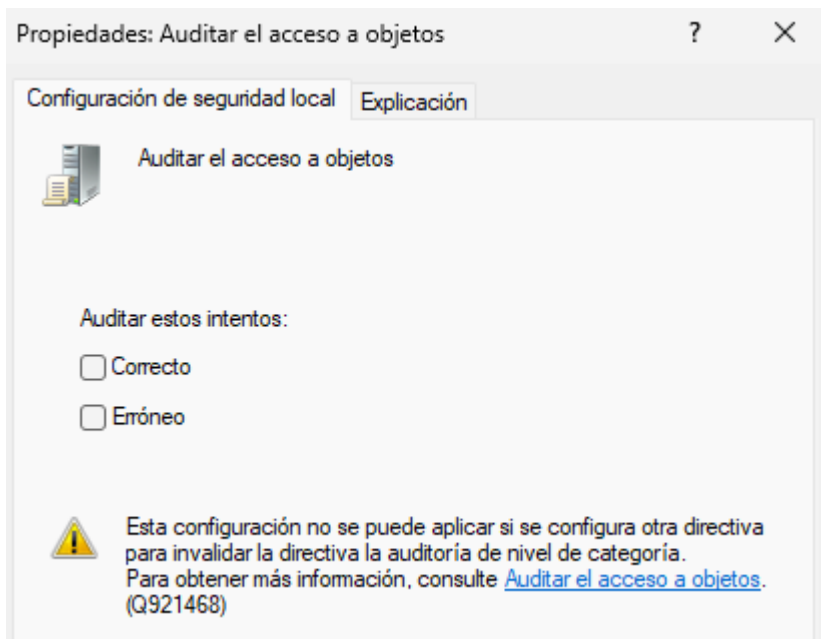 Propiedades: Auditar el acceso a objetos ? ✕
Configuración de seguridad local Explicación
Auditar el acceso a objetos
Auditar estos intentos:
Correcto
Erróneo
Esta configuración no se puede aplicar si se configura otra directiva
para invalidar la directiva la auditoría de nivel de categoría.
Para obtener más información, consulte Auditar el acceso a objetos.
(Q921468)